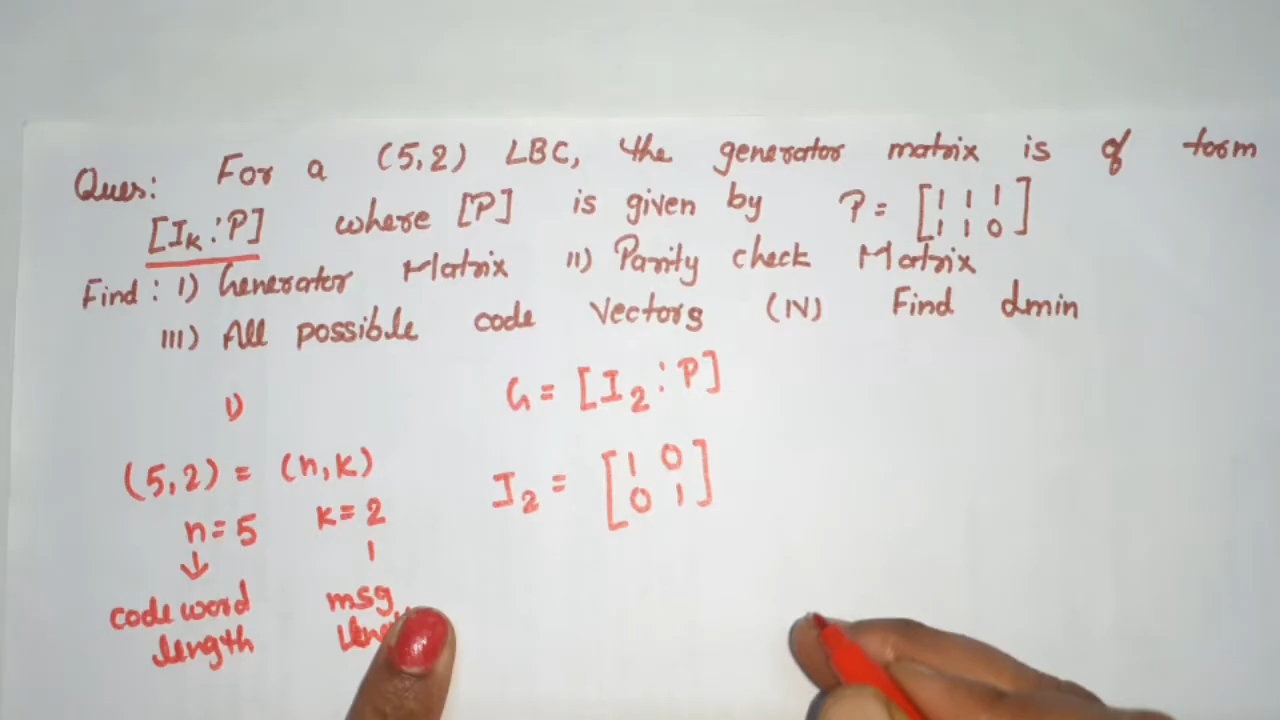 Ques: For a (5,2) LBC, the generator matrix is of form
[Iₖ : P] where [P] is given by P = [1 1 1
1 1 0]
Find : i) Generator Matrix ii) Parity check Matrix
iii) All possible code vectors (iv) Find dmin
i)
G = [I₂ : P]
(5,2) = (n,k)
I₂ = [1 0
0 1]
n=5 k=2
↓
code word msg
length